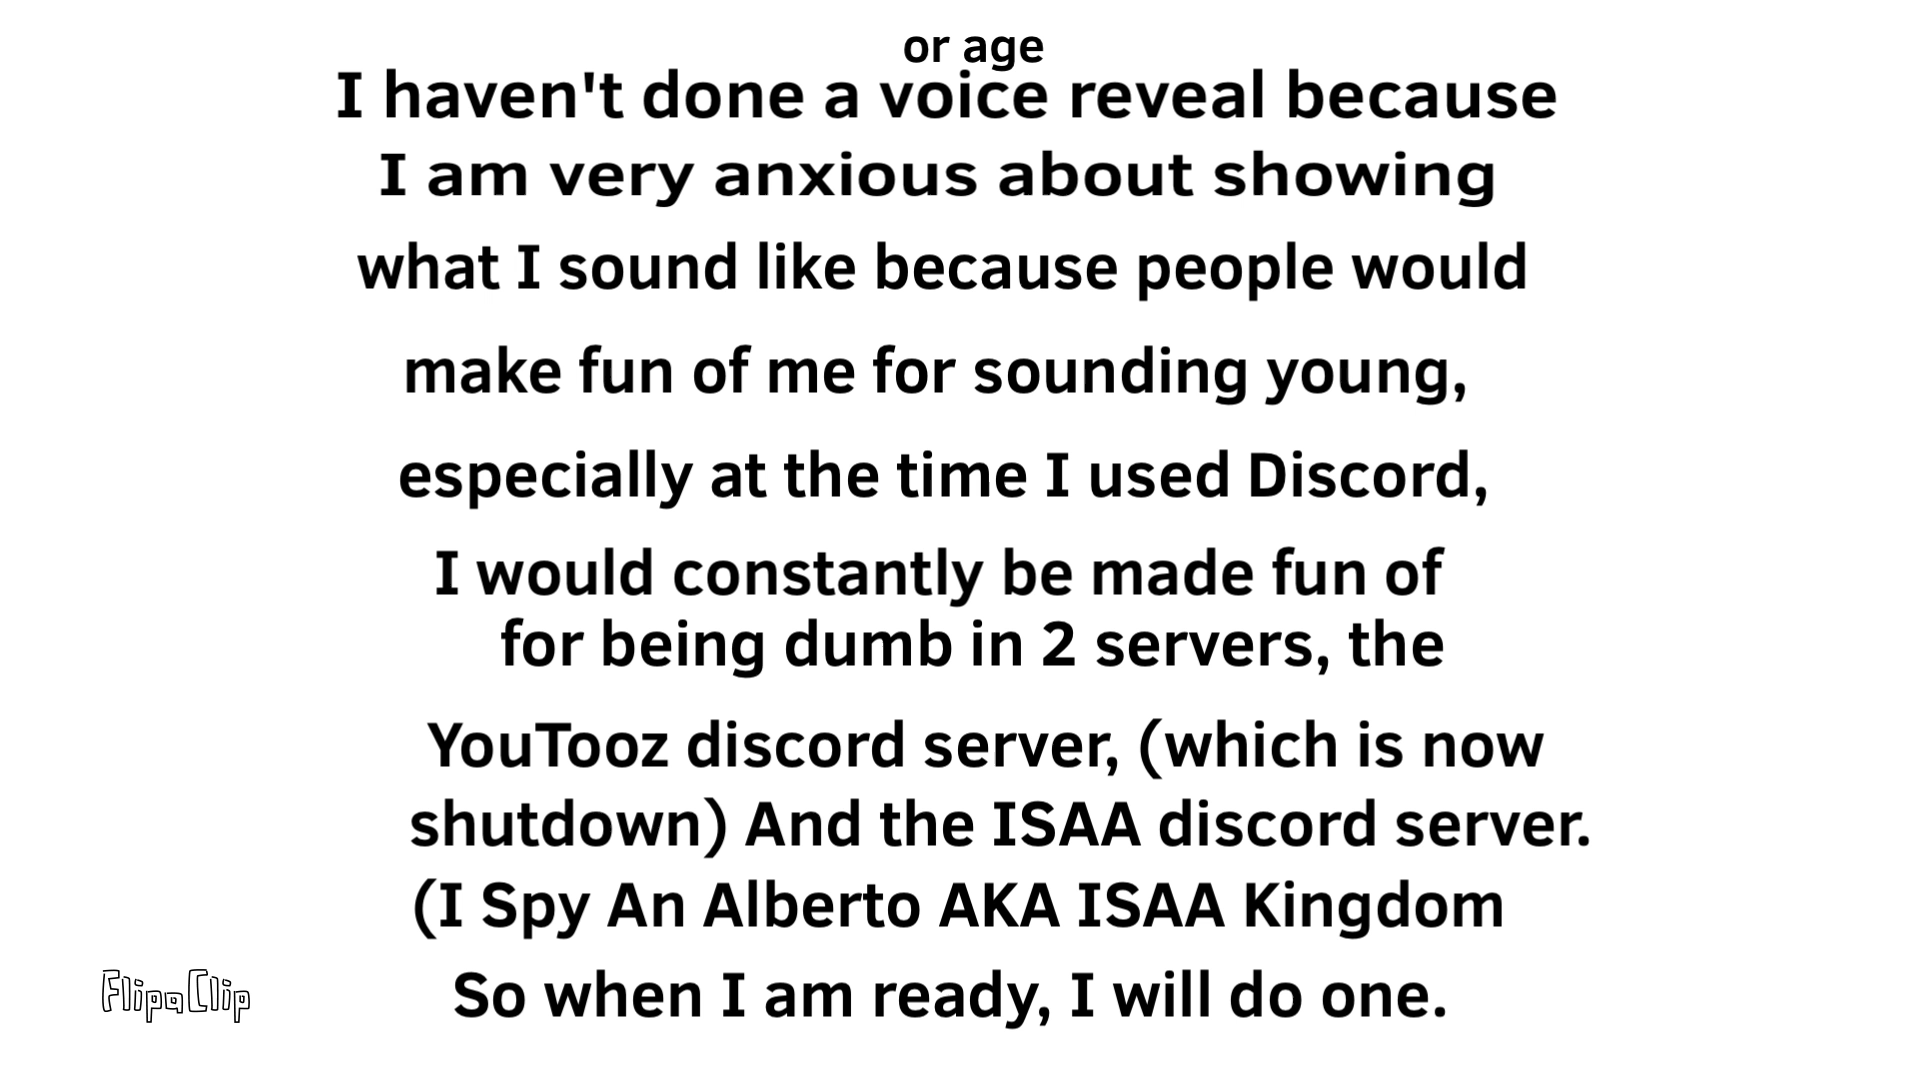 or age
I haven't done a voice reveal because
I am very anxious about showing
what I sound like because people would
make fun of me for sounding young,
especially at the time I used Discord,
I would constantly be made fun of
for being dumb in 2 servers, the
YouTooz discord server, (which is now
shutdown) And the ISAA discord server.
(I Spy An Alberto AKA ISAA Kingdom
So when I am ready, I will do one.
FlipaClip